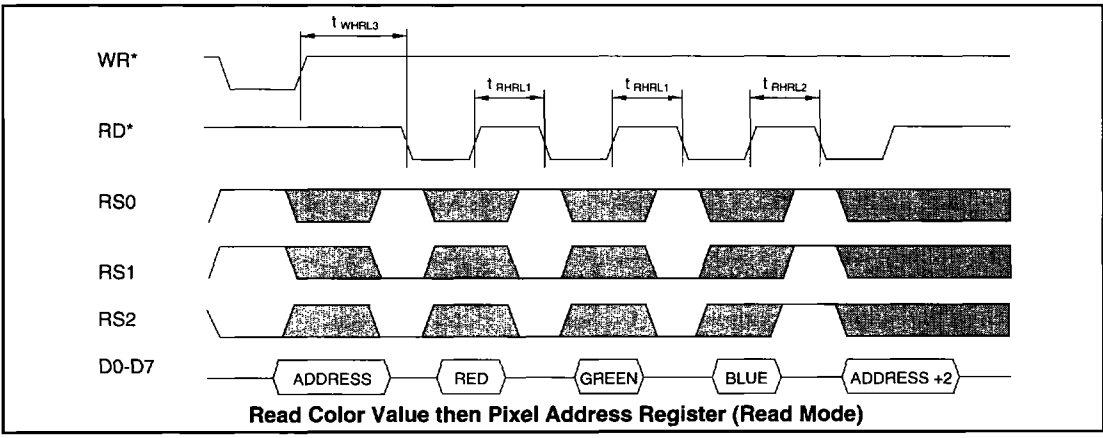 t WHRL3
WR*
t RHRL1 t RHRL1 t RHRL2
RD*
RS0
RS1
RS2
D0-D7 ADDRESS RED GREEN BLUE ADDRESS +2
Read Color Value then Pixel Address Register (Read Mode)